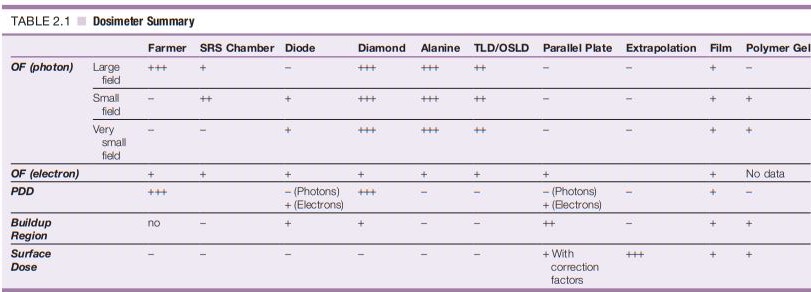 TABLE 2.1 ■ Dosimeter Summary
Farmer SRS Chamber Diode Diamond Alanine TLD/OSLD Parallel Plate Extrapolation Film Polymer Gel
OF (photon) Large field +++ + – +++ +++ ++ – – + –
Small field – ++ + +++ +++ ++ – – + +
Very small field – – + +++ +++ ++ – – + +
OF (electron) + + + + + + + + No data
PDD +++ – (Photons) + (Electrons) +++ – – – (Photons) + (Electrons) – + –
Buildup Region no – + + – – ++ – + +
Surface Dose – – – – – – + With correction factors +++ + +